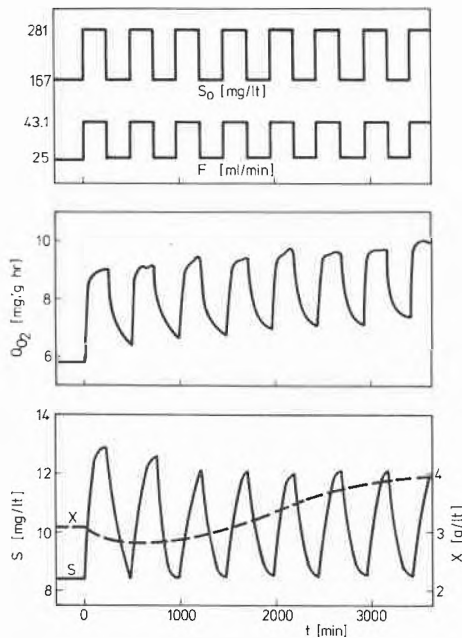 281
157
S₀ [mg/lt]
43.1
25
F [ml/min]
10
8
6
Q_O₂ [mg/g hr]
14
12
10
8
S [mg/lt]
X
S
4
3
2
X [g/lt]
0 1000 2000 3000
t [min]